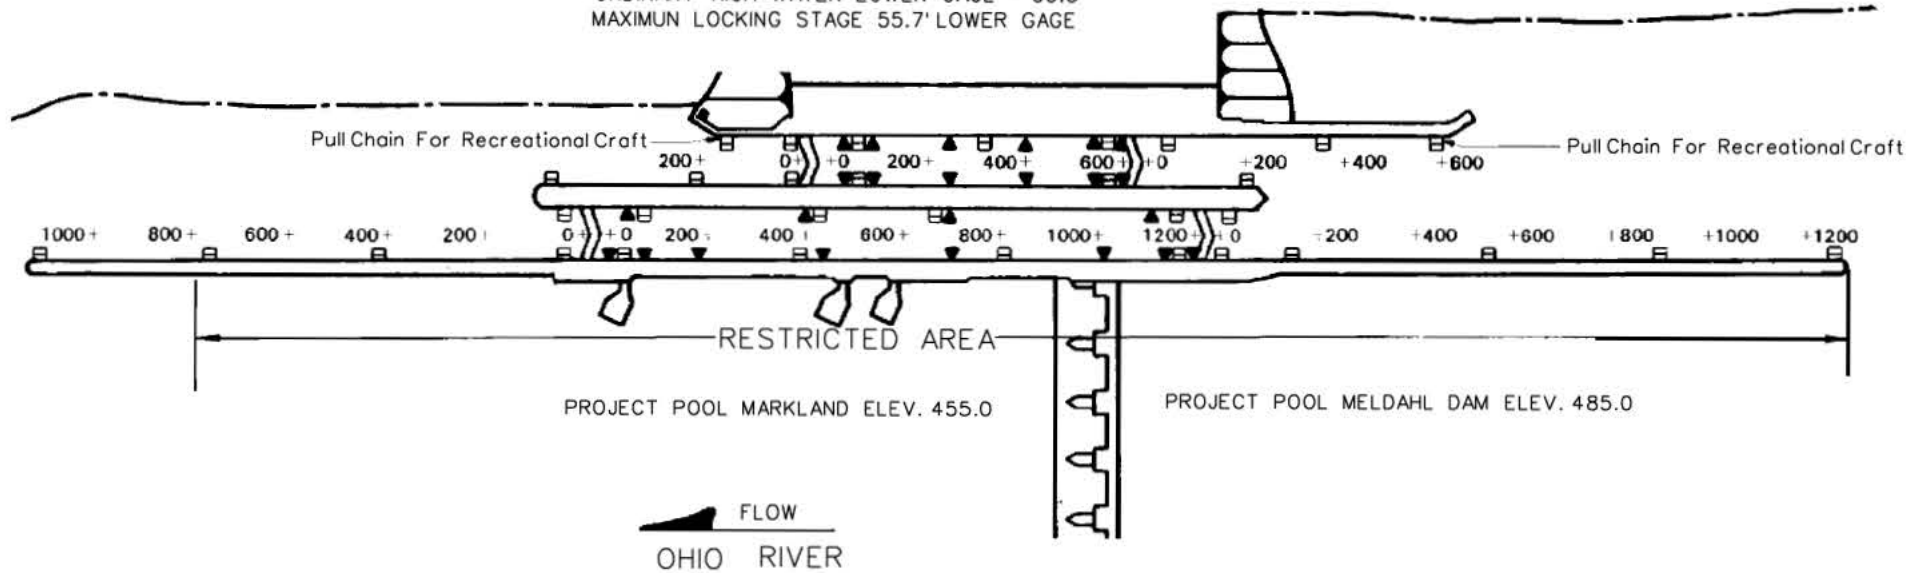 MAXIMUN LOCKING STAGE 55.7' LOWER GAGE
Pull Chain For Recreational Craft
Pull Chain For Recreational Craft
200+ 0+ +0 200+ 400+ 600+ +0 +200 +400 +600
1000+ 800+ 600+ 400+ 200+ 0+ +0 200+ 400+ 600+ 800+ 1000+ 1200+ +0 +200 +400 +600 +800 +1000 +1200
RESTRICTED AREA
PROJECT POOL MARKLAND ELEV. 455.0
PROJECT POOL MELDAHL DAM ELEV. 485.0
FLOW
OHIO RIVER